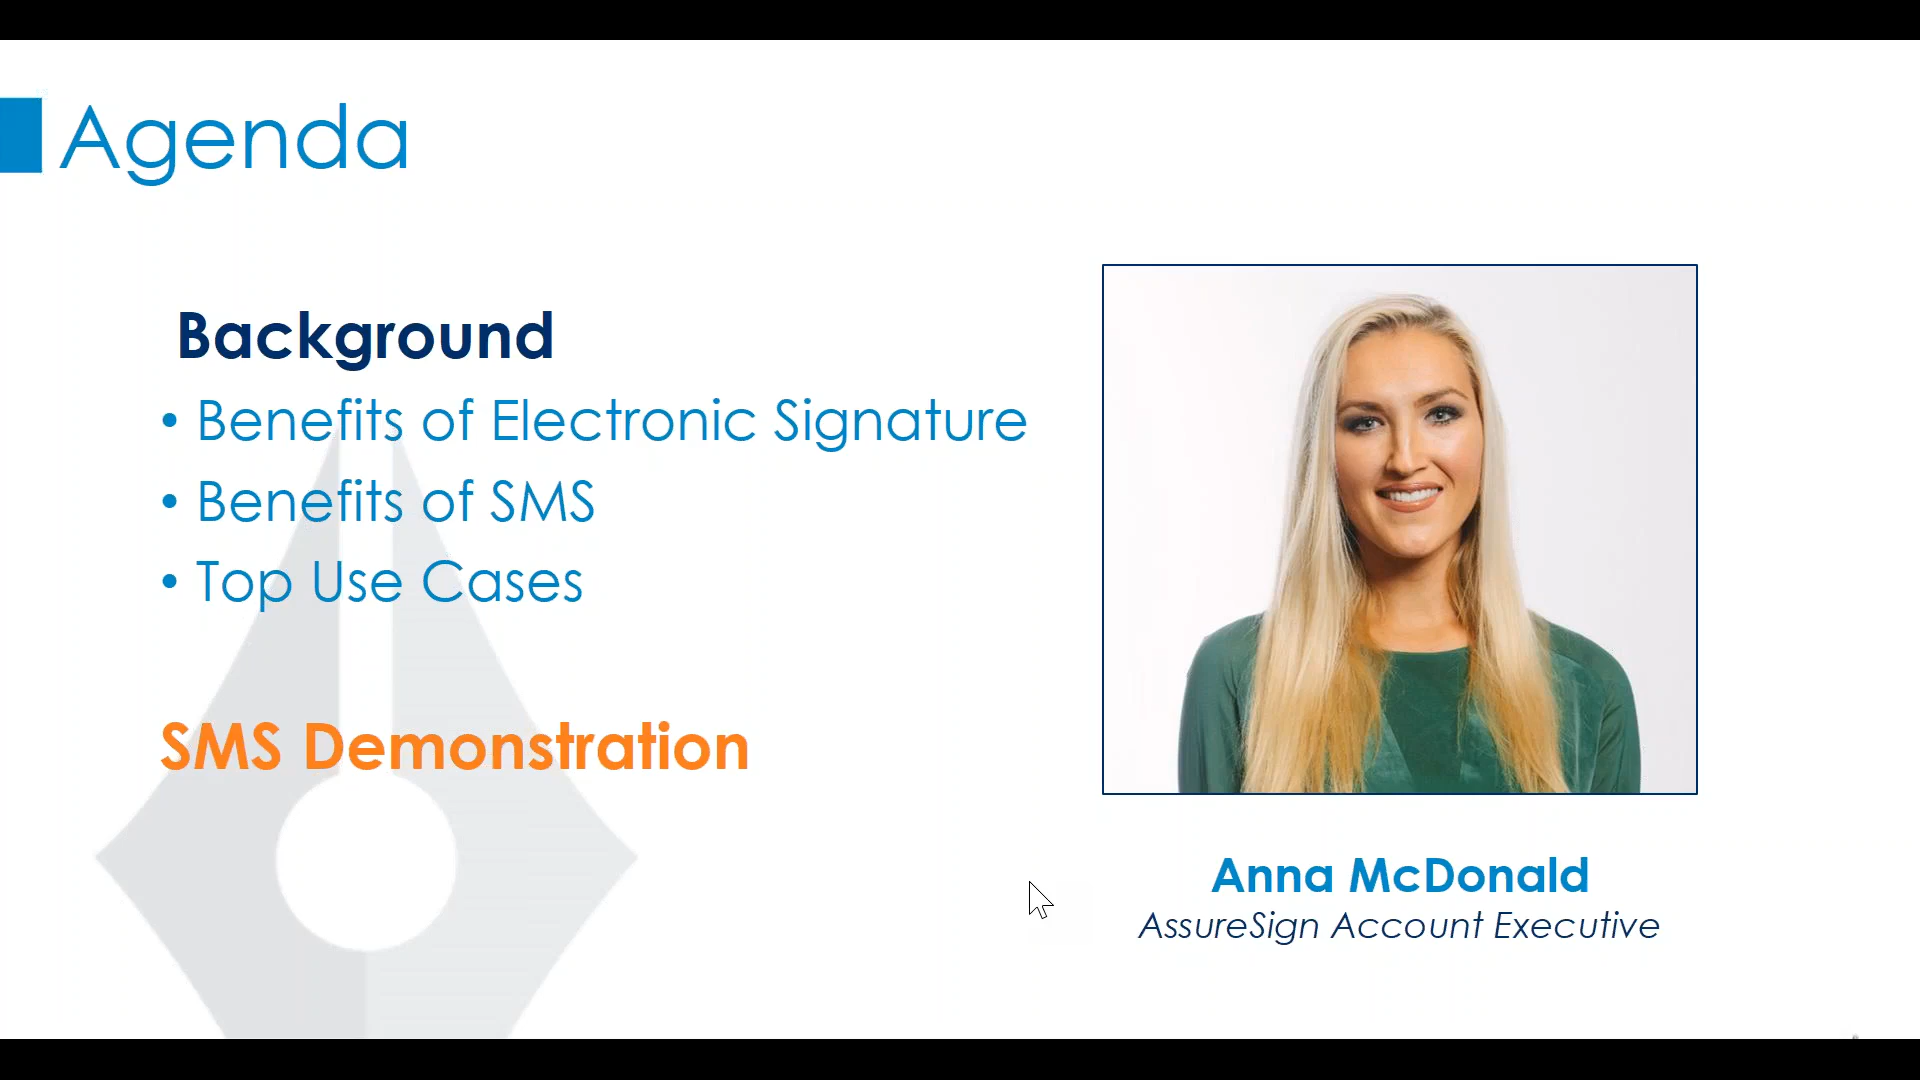 Agenda
Background
• Benefits of Electronic Signature
• Benefits of SMS
• Top Use Cases
SMS Demonstration
Anna McDonald
AssureSign Account Executive